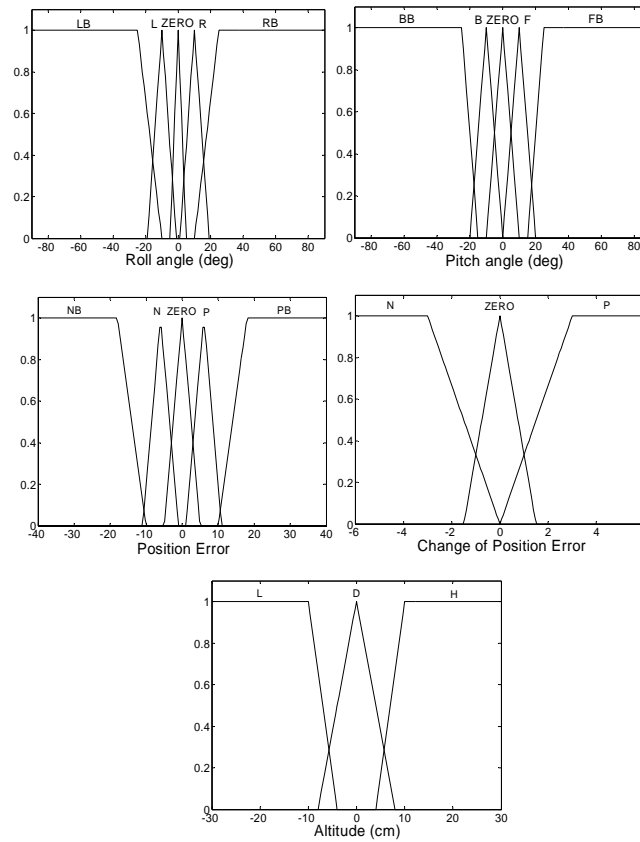 LB L ZERO R RB
1
0.8
0.6
0.4
0.2
0
-80 -60 -40 -20 0 20 40 60 80
Roll angle (deg)
BB B ZERO F FB
1
0.8
0.6
0.4
0.2
0
-80 -60 -40 -20 0 20 40 60 80
Pitch angle (deg)
NB N ZERO P PB
1
0.8
0.6
0.4
0.2
0
-40 -30 -20 -10 0 10 20 30 40
Position Error
N ZERO P
1
0.8
0.6
0.4
0.2
0
-6 -4 -2 0 2 4
Change of Position Error
L D H
1
0.8
0.6
0.4
0.2
0
-30 -20 -10 0 10 20 30
Altitude (cm)